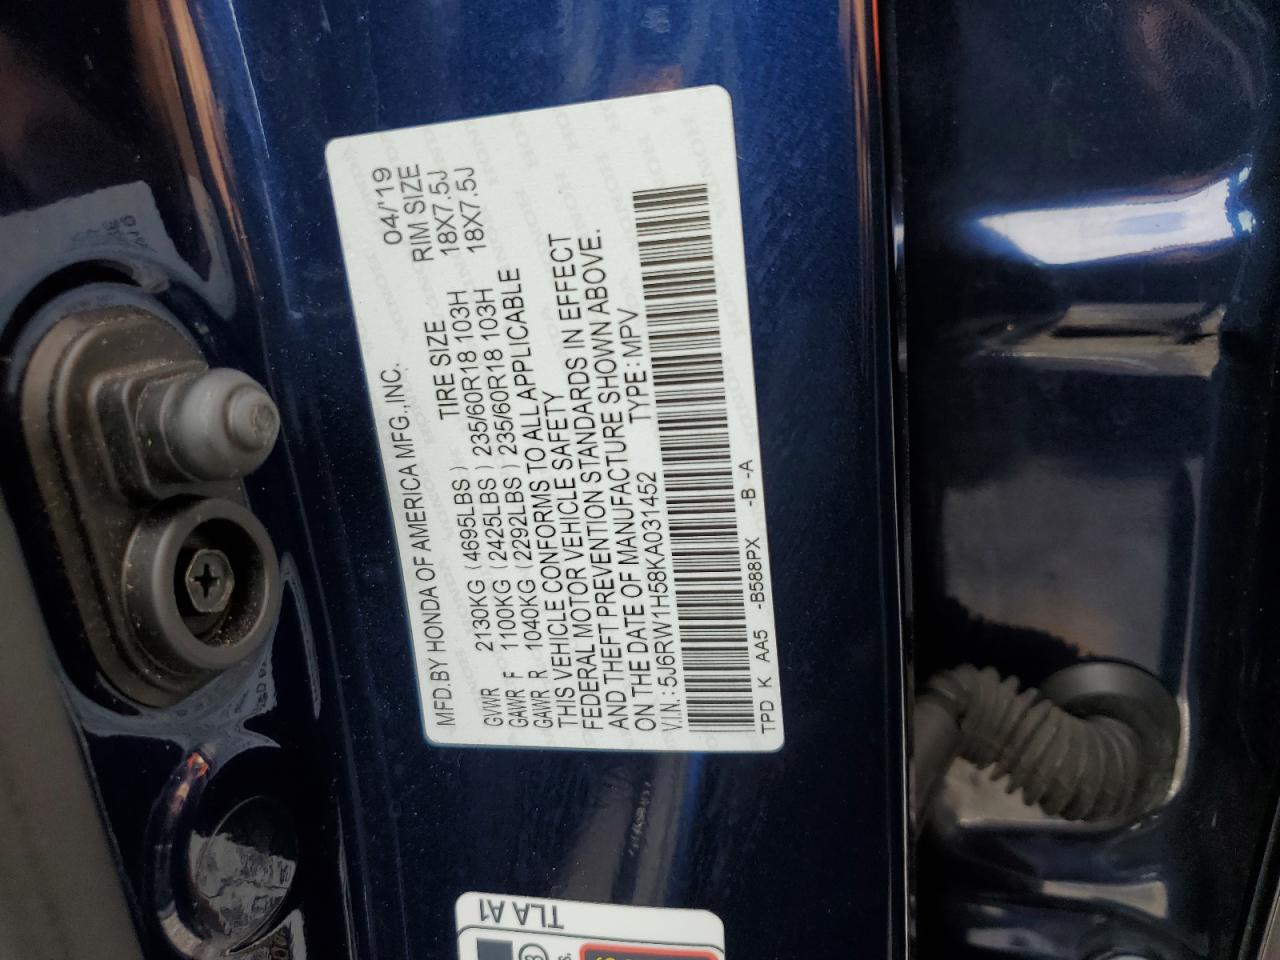 MFD.BY HONDA OF AMERICA MFG.,INC. 04/'19
TIRE SIZE RIM SIZE
GVWR 2130KG (4695LBS)
GAWR F 1100KG (2425LBS) 235/60R18 103H 18X7.5J
GAWR R 1040KG (2292LBS) 235/60R18 103H 18X7.5J
THIS VEHICLE CONFORMS TO ALL APPLICABLE
FEDERAL MOTOR VEHICLE SAFETY
AND THEFT PREVENTION STANDARDS IN EFFECT
ON THE DATE OF MANUFACTURE SHOWN ABOVE.
V.I.N.:5J6RW1H58KA031452 TYPE:MPV
TPD K AA5 -B588PX -B -A
TLA A1